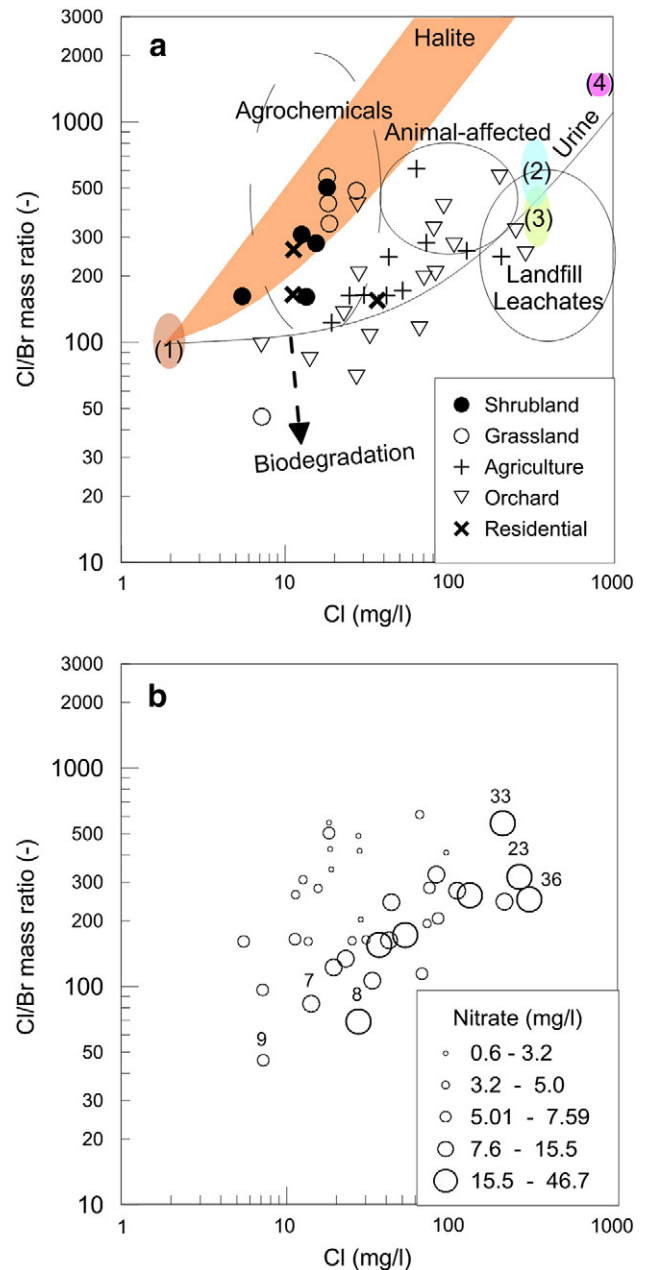 a
3000
2000
1000
500
300
200
100
50
30
20
10
Cl/Br mass ratio (-)
Halite
Agrochemicals
Animal-affected
Urine
(4)
(2)
(3)
Landfill
Leachates
(1)
Biodegradation
Shrubland
Grassland
Agriculture
Orchard
Residential
1
10
100
1000
Cl (mg/l)
b
3000
2000
1000
500
300
200
100
50
30
20
10
Cl/Br mass ratio (-)
33
23
36
7
8
9
Nitrate (mg/l)
0.6 - 3.2
3.2 - 5.0
5.01 - 7.59
7.6 - 15.5
15.5 - 46.7
1
10
100
1000
Cl (mg/l)